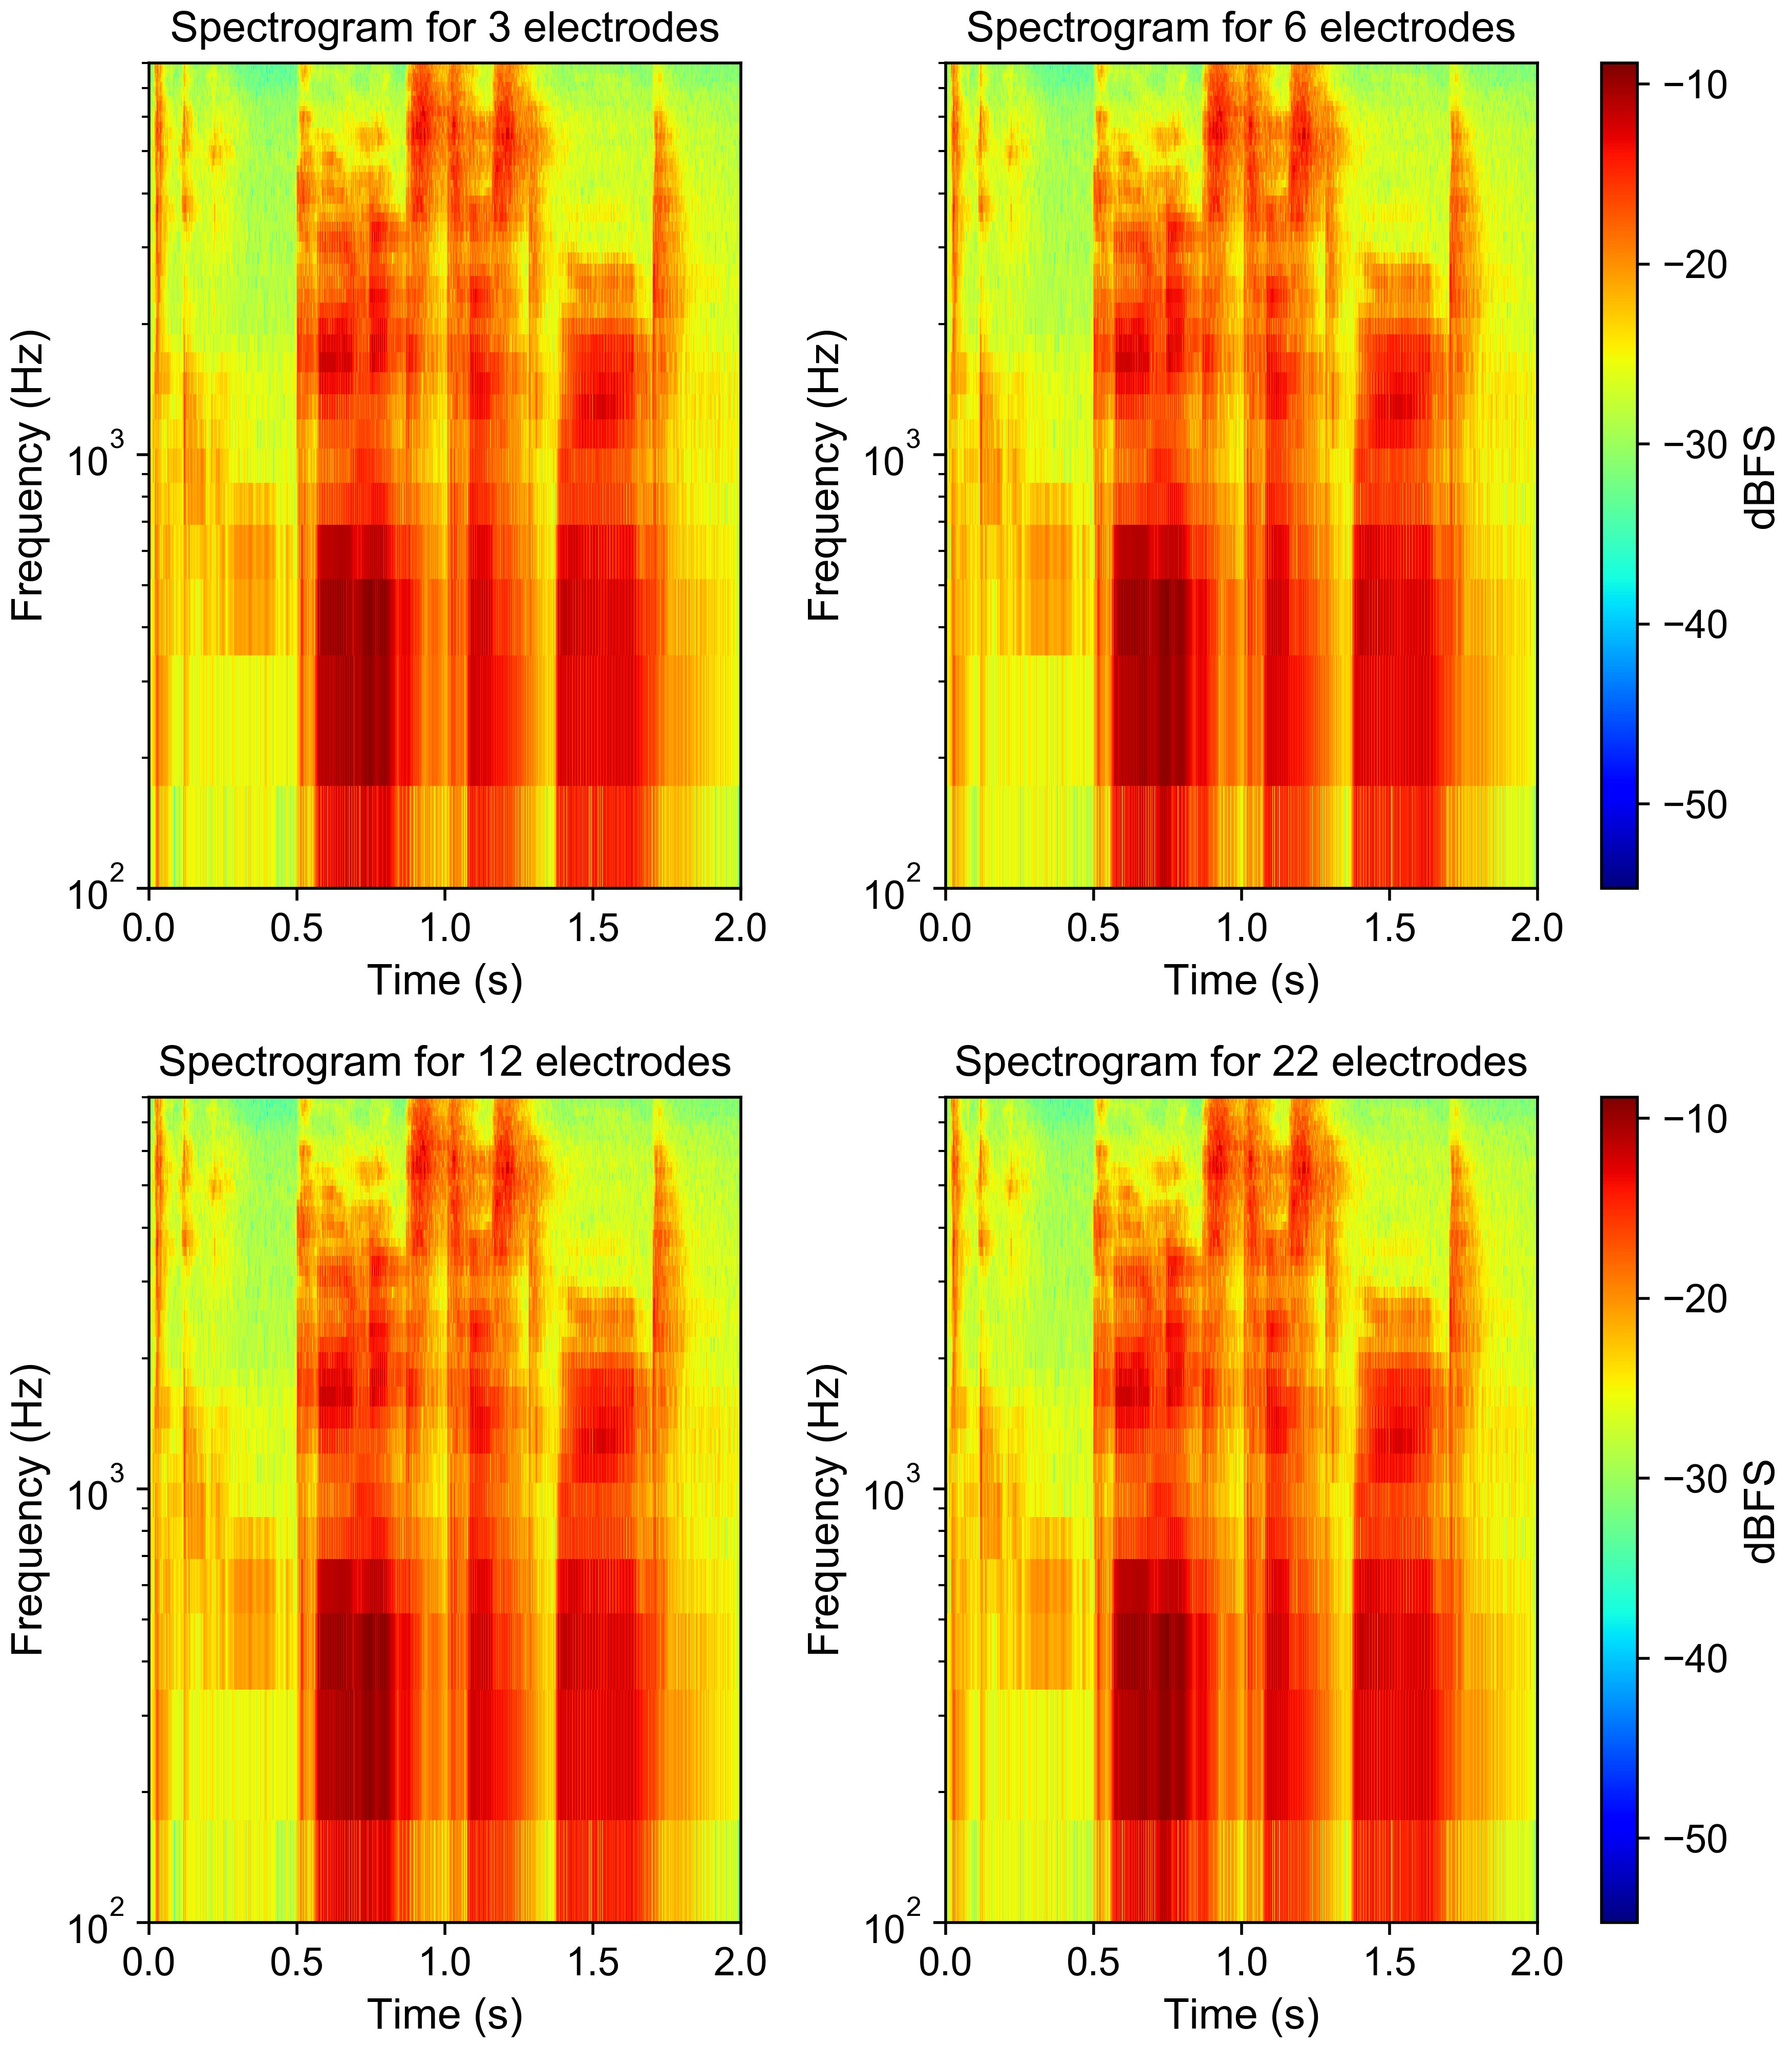 Spectrogram for 3 electrodes
Spectrogram for 6 electrodes
Frequency (Hz)
10³
10²
0.0 0.5 1.0 1.5 2.0
Time (s)
Frequency (Hz)
10³
10²
0.0 0.5 1.0 1.5 2.0
Time (s)
−10
−20
−30
−40
−50
dBFS
Spectrogram for 12 electrodes
Spectrogram for 22 electrodes
Frequency (Hz)
10³
10²
0.0 0.5 1.0 1.5 2.0
Time (s)
Frequency (Hz)
10³
10²
0.0 0.5 1.0 1.5 2.0
Time (s)
−10
−20
−30
−40
−50
dBFS